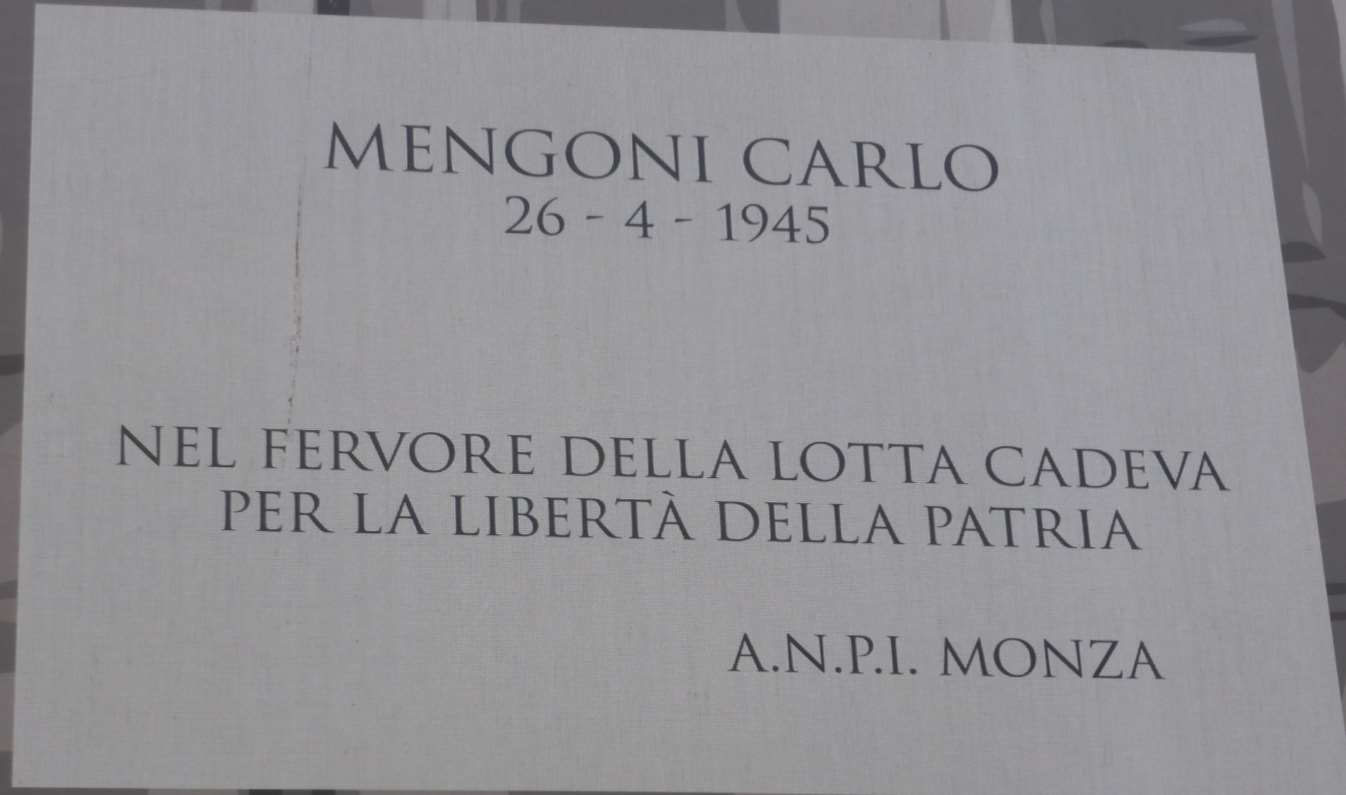 MENGONI CARLO
26 - 4 - 1945
NEL FERVORE DELLA LOTTA CADEVA
PER LA LIBERTÀ DELLA PATRIA
A.N.P.I. MONZA